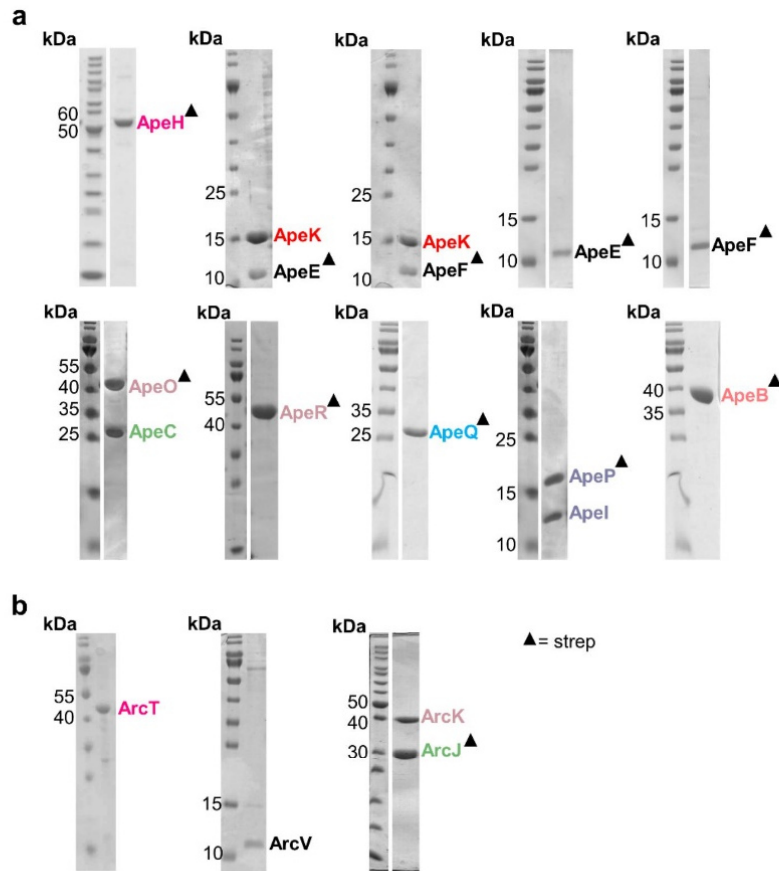 a
kDa kDa kDa kDa kDa
60
50
ApeH▲
25
15
10
ApeK
ApeE▲
25
15
10
ApeK
ApeF▲
15
10
ApeE▲
15
10
ApeF▲
kDa kDa kDa kDa kDa
55
40
35
25
ApeO▲
ApeC
55
40
ApeR▲
35
25
ApeQ▲
25
15
10
ApeP▲
ApeI
40
35
ApeB▲
b
kDa kDa kDa
▲= strep
55
40
ArcT
15
10
ArcV
50
40
30
ArcK
ArcJ▲